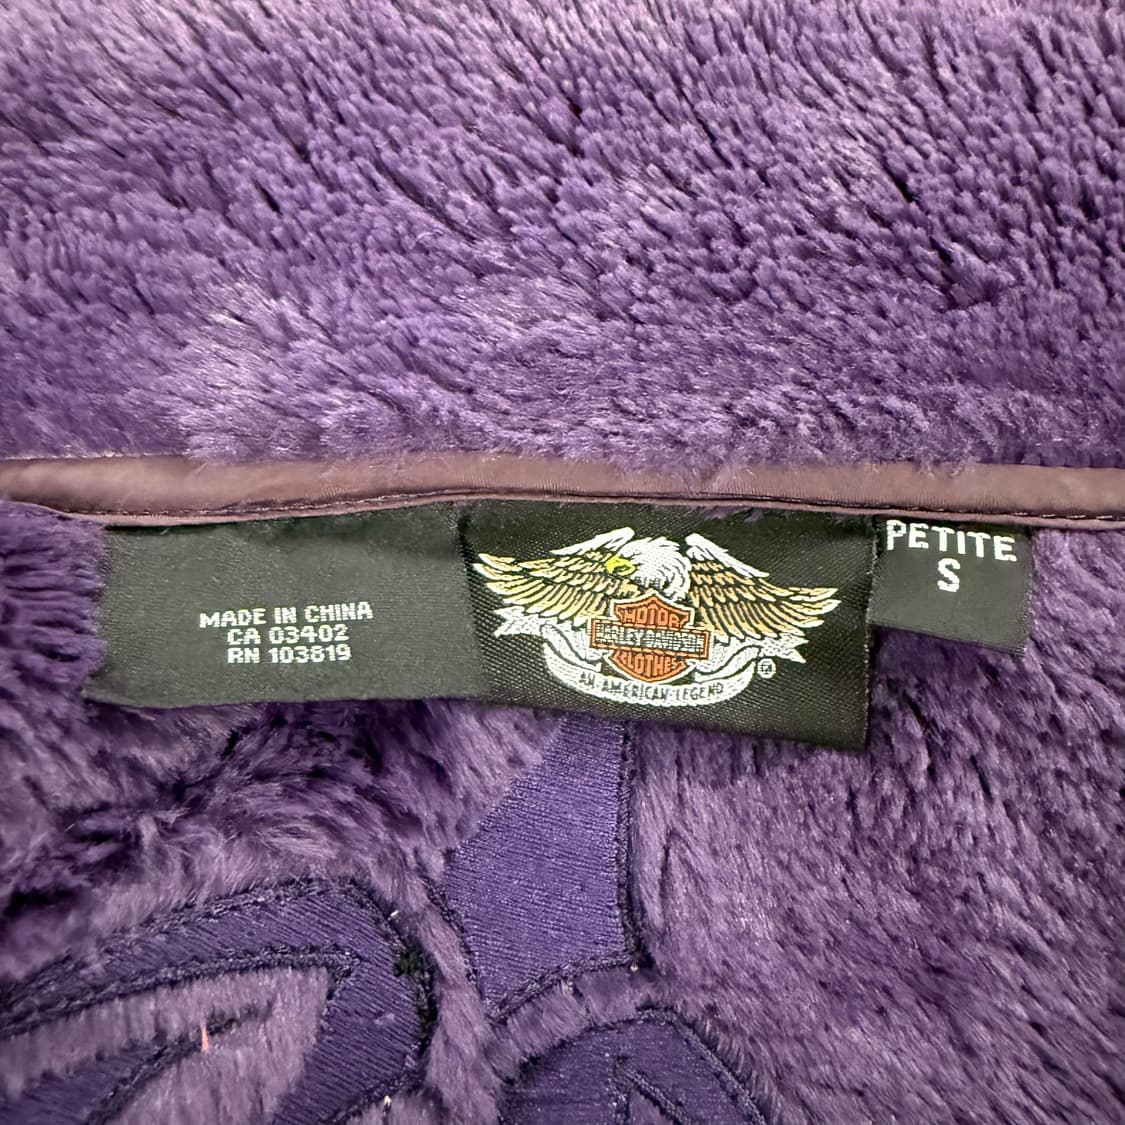 MADE IN CHINA
CA 03402
RN 103819
MOTOR
HARLEY-DAVIDSON
CLOTHES
AN AMERICAN LEGEND
®
PETITE
S